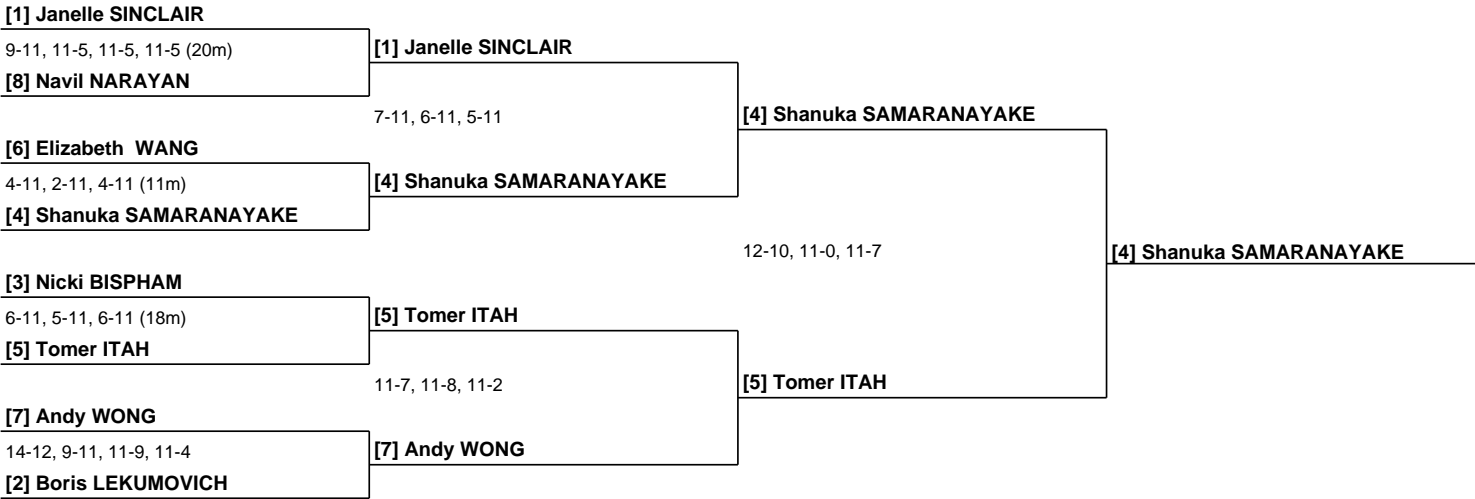 [1] Janelle SINCLAIR
9-11, 11-5, 11-5, 11-5 (20m)
[8] Navil NARAYAN
[6] Elizabeth  WANG
4-11, 2-11, 4-11 (11m)
[4] Shanuka SAMARANAYAKE
[3] Nicki BISPHAM
6-11, 5-11, 6-11 (18m)
[5] Tomer ITAH
[7] Andy WONG
14-12, 9-11, 11-9, 11-4
[2] Boris LEKUMOVICH
[1] Janelle SINCLAIR
7-11, 6-11, 5-11
[4] Shanuka SAMARANAYAKE
[5] Tomer ITAH
11-7, 11-8, 11-2
[7] Andy WONG
[4] Shanuka SAMARANAYAKE
12-10, 11-0, 11-7
[5] Tomer ITAH
[4] Shanuka SAMARANAYAKE